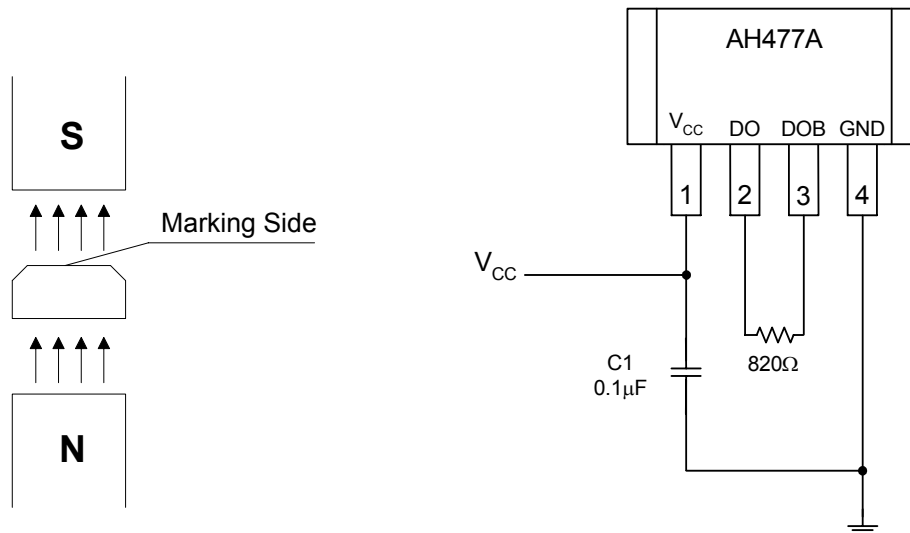 S
Marking Side
N
AH477A
VCC DO DOB GND
1 2 3 4
VCC
C1
0.1μF
820Ω